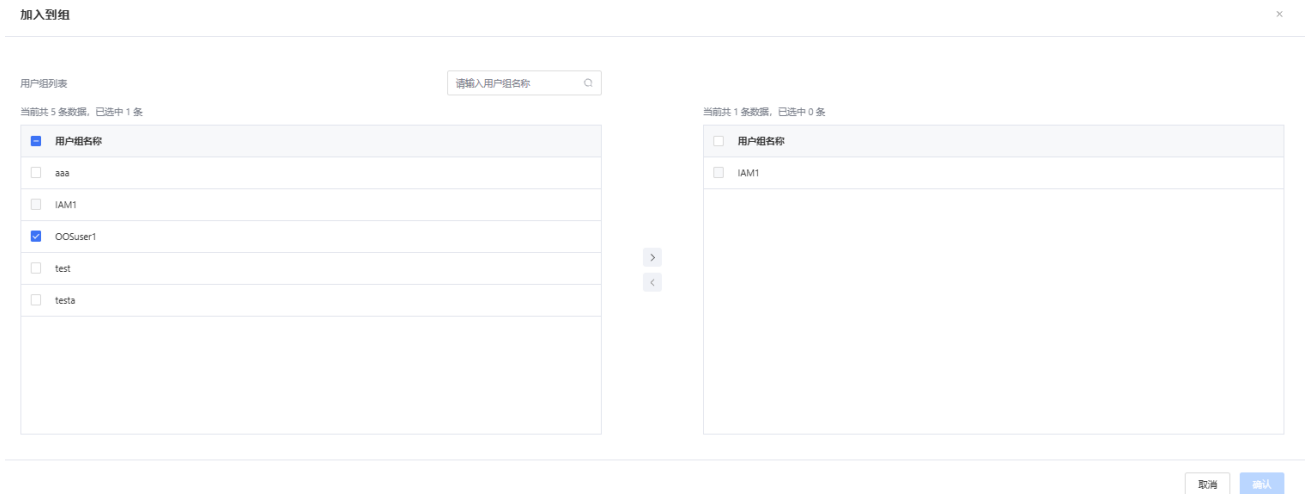 加入到组
用户组列表
请输入用户组名称
当前共 5 条数据，已选中 1 条
用户组名称
aaa
IAM1
OOSuser1
test
testa
当前共 1 条数据，已选中 0 条
用户组名称
IAM1
取消
确认